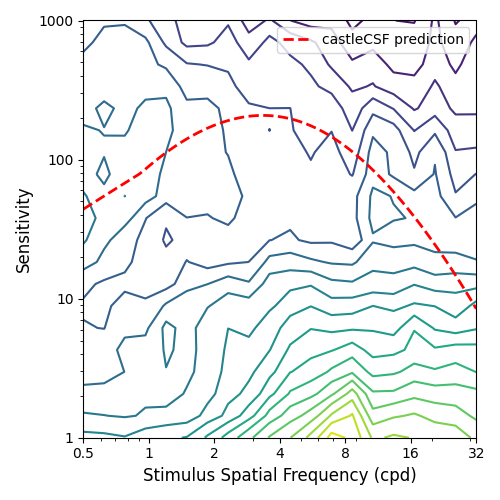 1000
castleCSF prediction
100
Sensitivity
10
1
0.5 1 2 4 8 16 32
Stimulus Spatial Frequency (cpd)